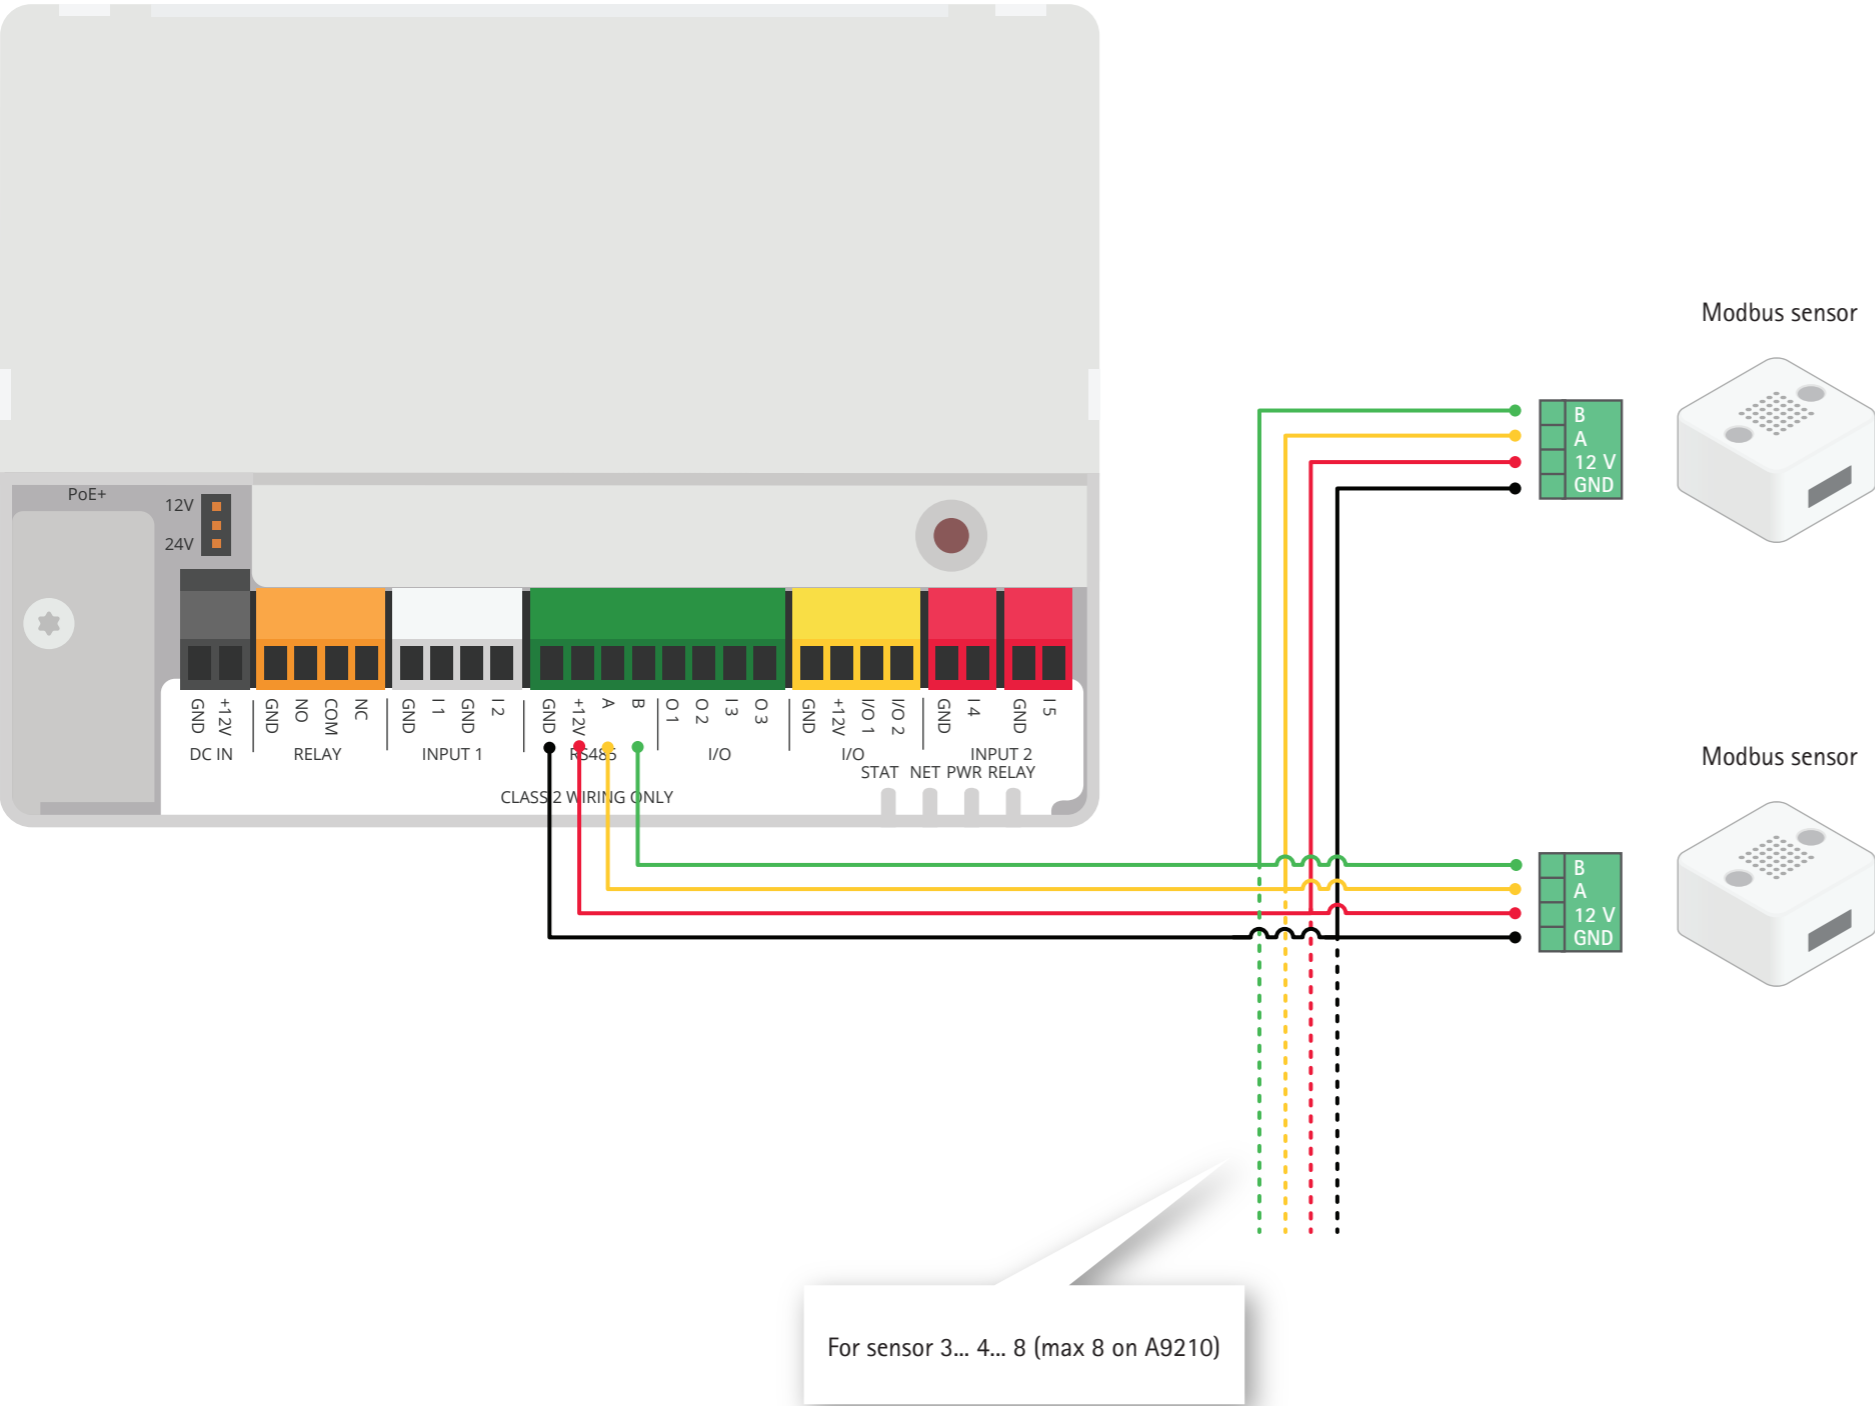 Modbus sensor
B
A
12 V
GND
PoE+
12V
24V
GND +12V GND NO COM NC GND I 1 GND I 2 GND +12V A B O 1 O 2 I 3 O 3 GND +12V I/O 1 I/O 2 GND I 4 GND I 5
DC IN RELAY INPUT 1 RS485 I/O I/O INPUT 2
STAT NET PWR RELAY
CLASS 2 WIRING ONLY
Modbus sensor
B
A
12 V
GND
For sensor 3... 4... 8 (max 8 on A9210)